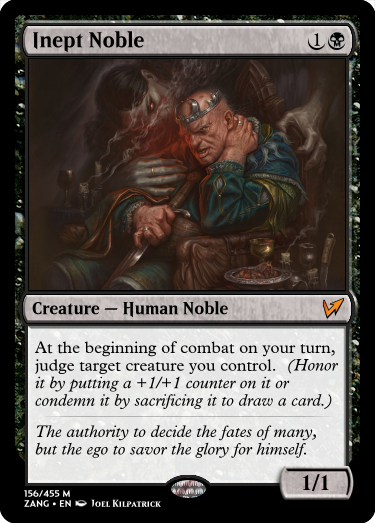 Inept Noble 1
Creature — Human Noble
At the beginning of combat on your turn,
judge target creature you control. (Honor
it by putting a +1/+1 counter on it or
condemn it by sacrificing it to draw a card.)
The authority to decide the fates of many,
but the ego to savor the glory for himself.
1/1
156/455 M
ZANG • EN Joel Kilpatrick